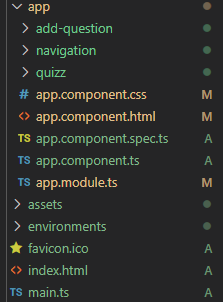 app
add-question
navigation
quizz
# app.component.css M
<> app.component.html M
TS app.component.spec.ts A
TS app.component.ts A
TS app.module.ts M
assets
environments
favicon.ico A
<> index.html A
TS main.ts A